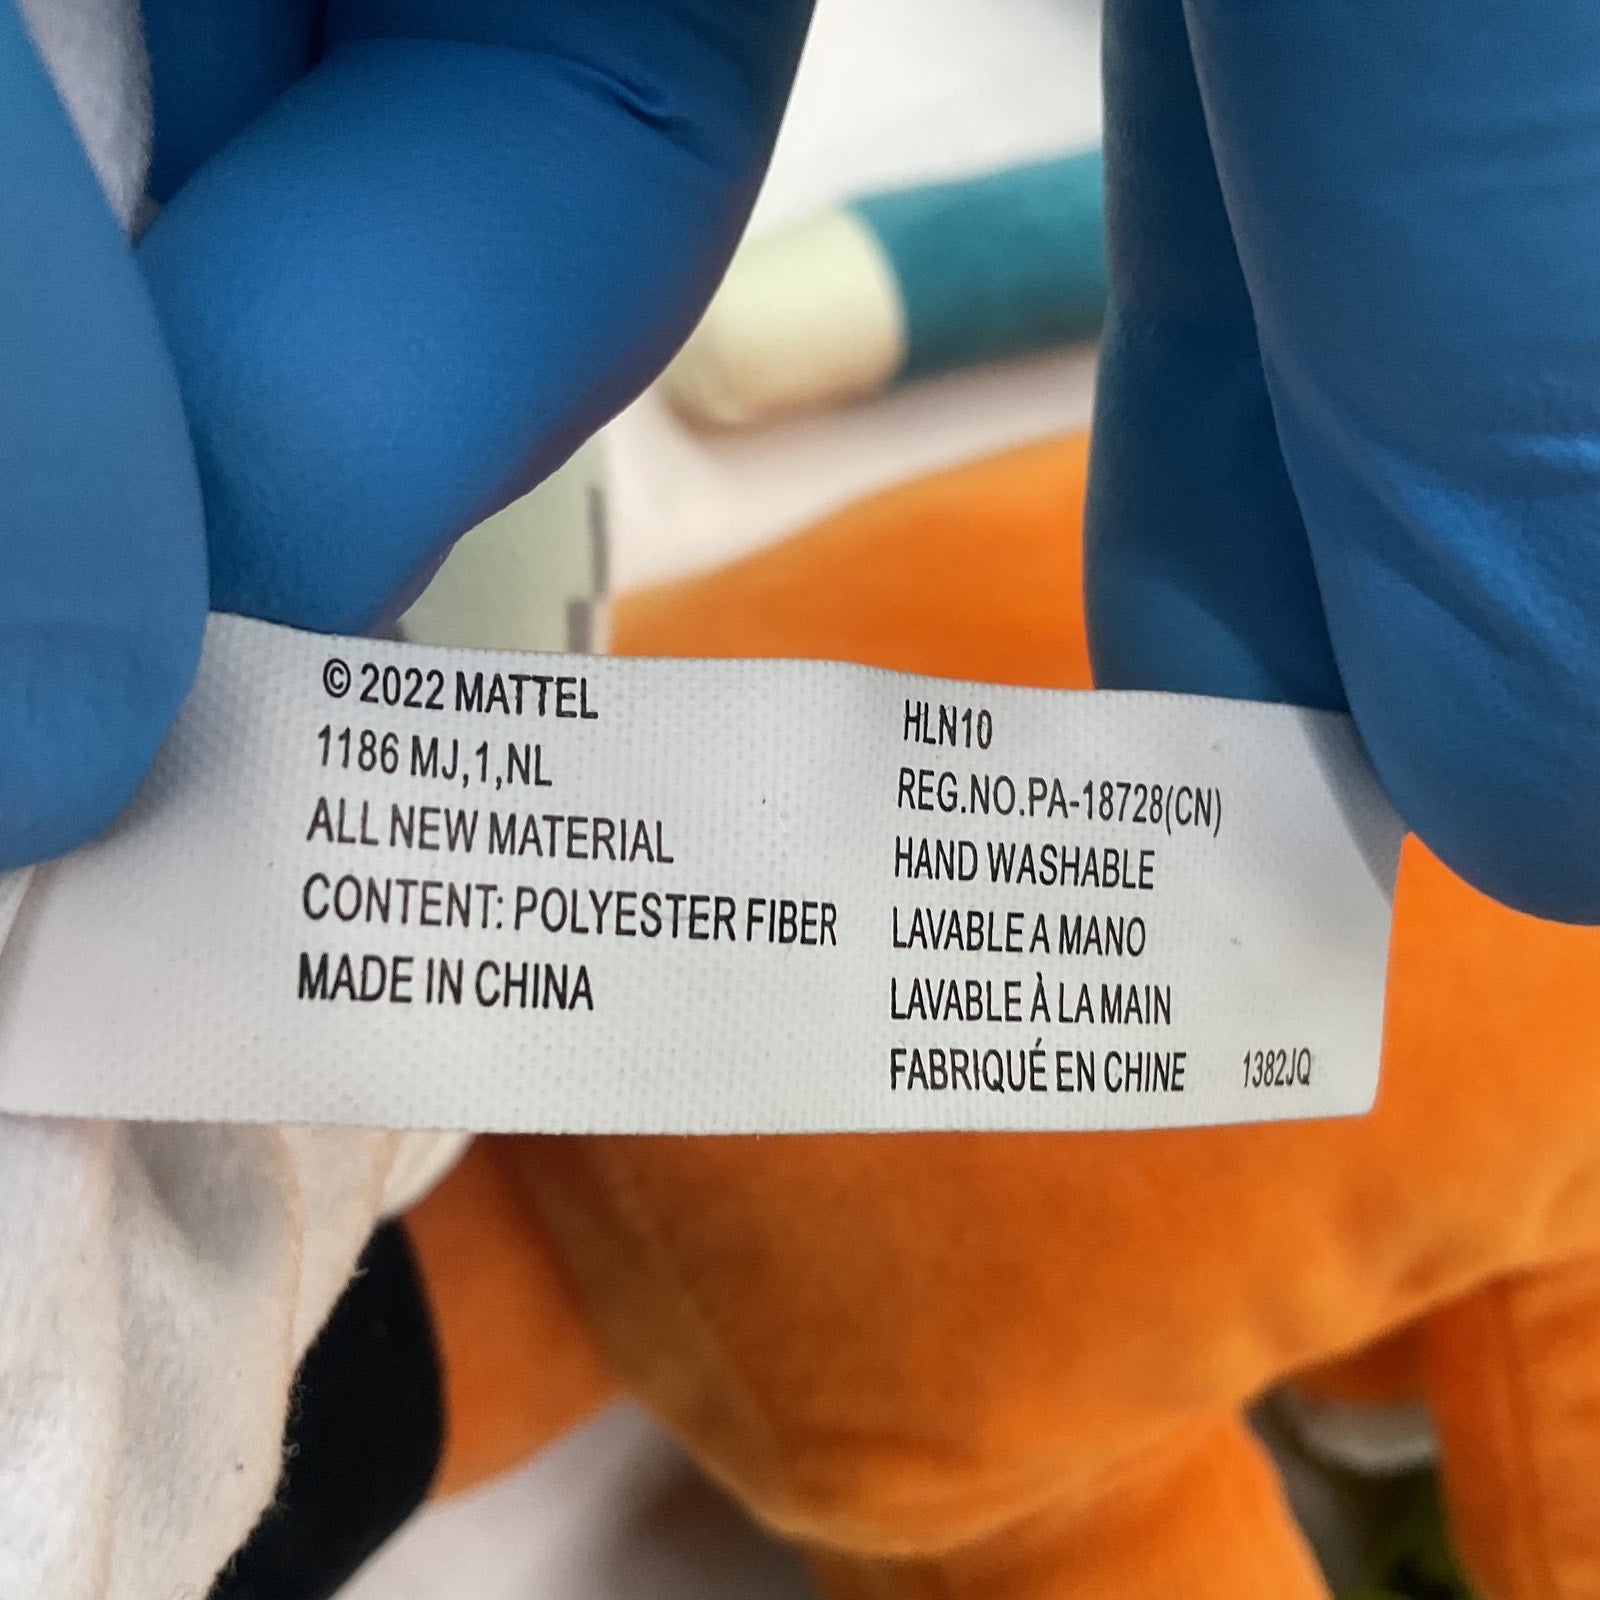 © 2022 MATTEL
1186 MJ,1,NL
ALL NEW MATERIAL
CONTENT: POLYESTER FIBER
MADE IN CHINA
HLN10
REG.NO.PA-18728(CN)
HAND WASHABLE
LAVABLE A MANO
LAVABLE À LA MAIN
FABRIQUÉ EN CHINE 1382JQ